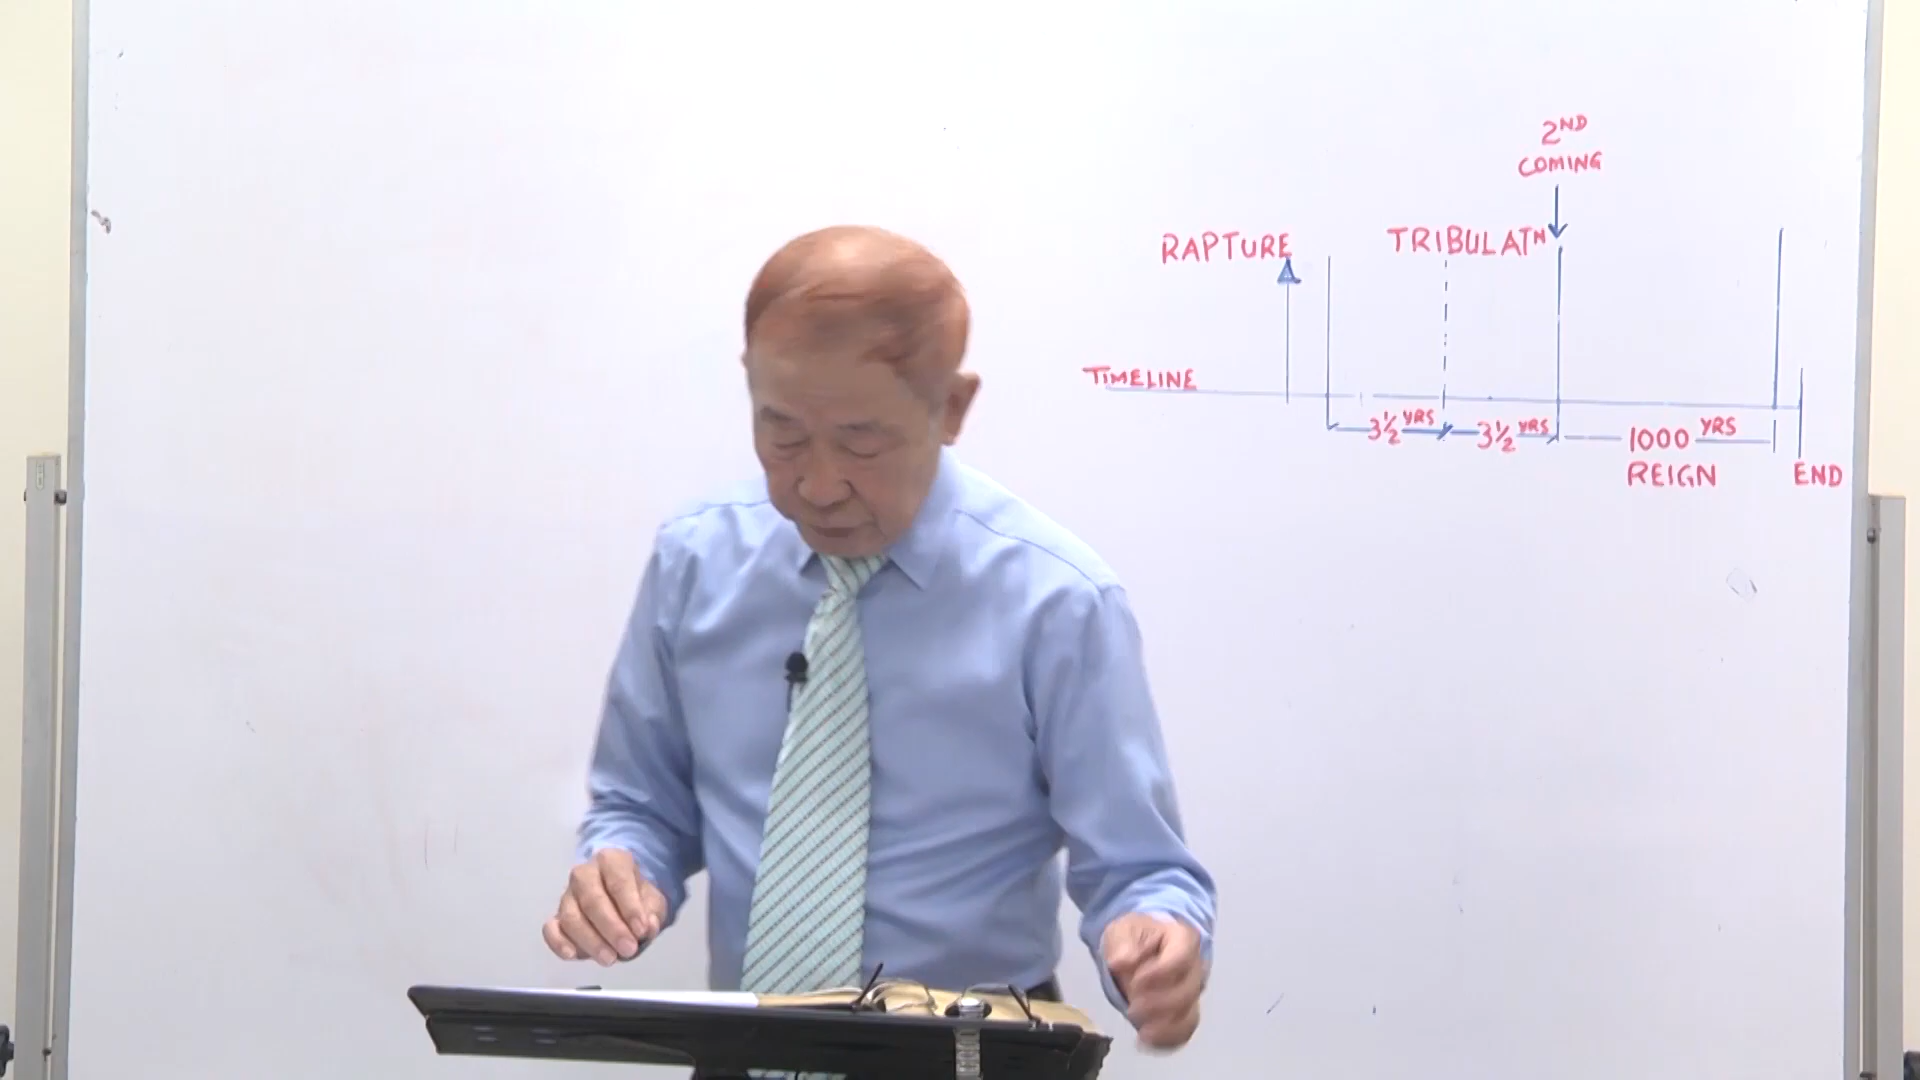 2ND
COMING
RAPTURE
TRIBULATN
TIMELINE
3½ YRS
3½ YRS
1000 YRS
REIGN
END